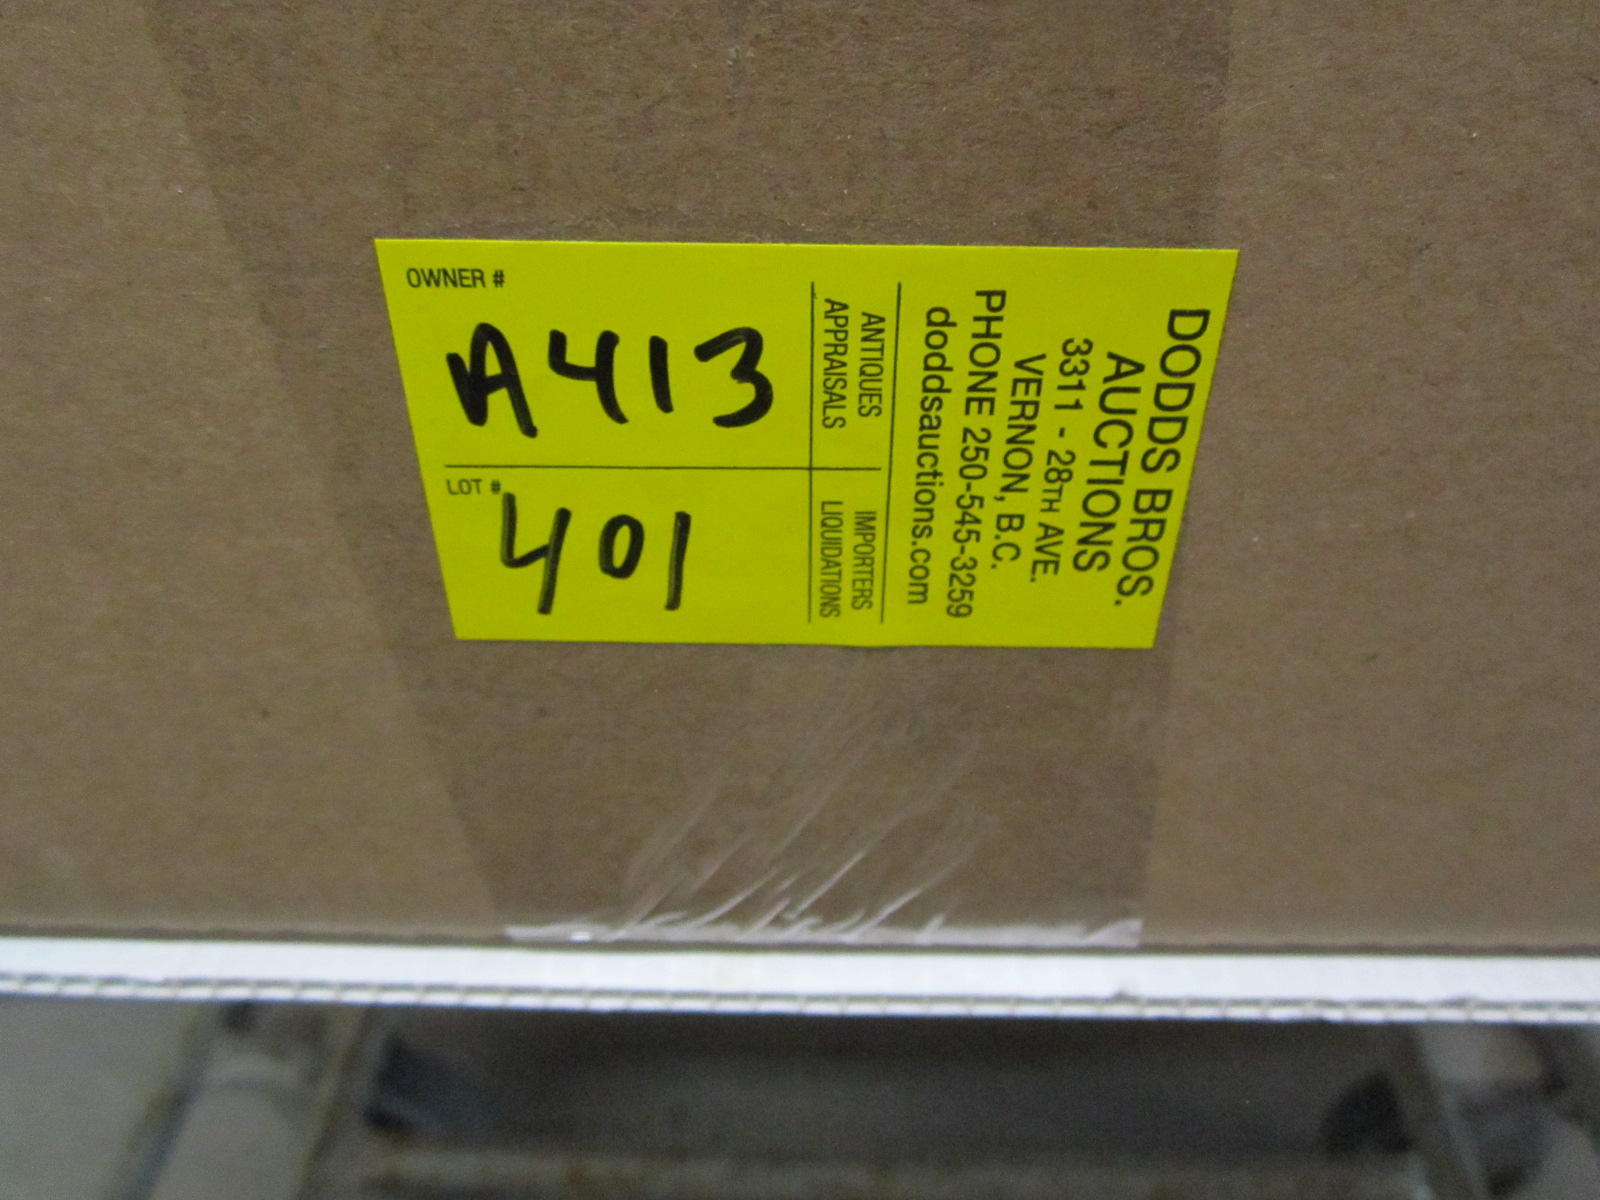 OWNER #
A413
LOT #
401
ANTIQUES
APPRAISALS
IMPORTERS
LIQUIDATIONS
DODDS BROS.
AUCTIONS
3311 - 28TH AVE.
VERNON, B.C.
PHONE 250-545-3259
doddsauctions.com